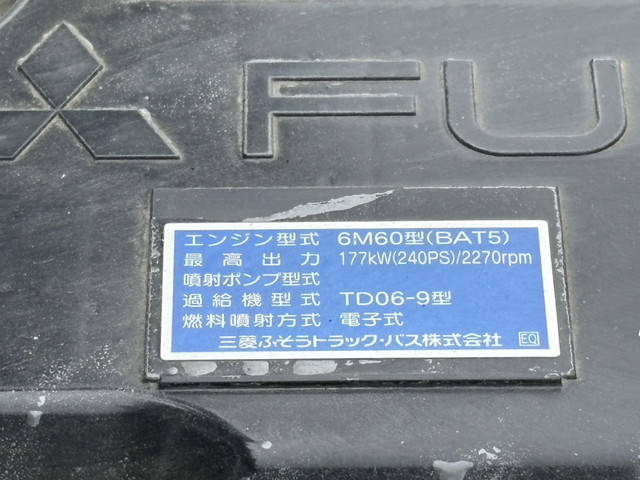 FU
エンジン型式 6M60型(BAT5)
最高出力 177kW(240PS)/2270rpm
噴射ポンプ型式
過給機型式 TD06-9型
燃料噴射方式 電子式
三菱ふそうトラック・バス株式会社 EQ